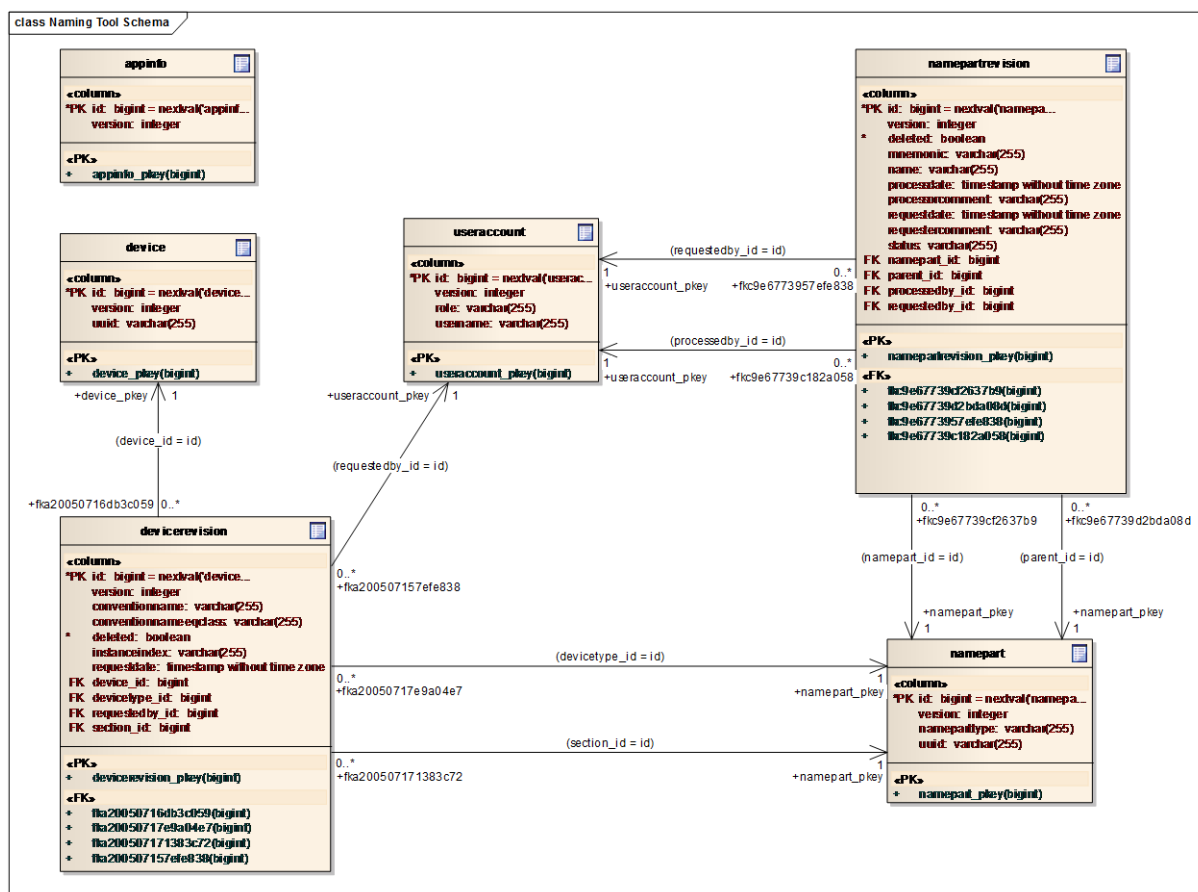 class Naming Tool Schema
appinfo
«column»
*PK id: bigint = nextval('appinf...
version: integer
«PK»
+ appinfo_pkey(bigint)
device
«column»
*PK id: bigint = nextval('device...
version: integer
uuid: varchar(255)
«PK»
+ device_pkey(bigint)
useraccount
«column»
*PK id: bigint = nextval('userac...
version: integer
role: varchar(255)
username: varchar(255)
«PK»
+ useraccount_pkey(bigint)
namepartrevision
«column»
*PK id: bigint = nextval('namepa...
version: integer
* deleted: boolean
mnemonic: varchar(255)
name: varchar(255)
processdate: timestamp without time zone
processorcomment: varchar(255)
requestdate: timestamp without time zone
requestercomment: varchar(255)
status: varchar(255)
FK namepart_id: bigint
FK parent_id: bigint
FK processedby_id: bigint
FK requestedby_id: bigint
«PK»
+ namepartrevision_pkey(bigint)
«FK»
+ fkc9e67739cf2637b9(bigint)
+ fkc9e67739d2bda08d(bigint)
+ fkc9e6773957efe838(bigint)
+ fkc9e67739c182a058(bigint)
(requestedby_id = id)
1
0..*
+useraccount_pkey
+fkc9e6773957efe838
(processedby_id = id)
1
0..*
+useraccount_pkey
+fkc9e67739c182a058
+device_pkey
1
(device_id = id)
+fka20050716db3c059
0..*
+useraccount_pkey
1
(requestedby_id = id)
0..*
+fka200507157efe838
devicerevision
«column»
*PK id: bigint = nextval('device...
version: integer
conventionname: varchar(255)
conventionnameeqclass: varchar(255)
* deleted: boolean
instanceindex: varchar(255)
requestdate: timestamp without time zone
FK device_id: bigint
FK devicetype_id: bigint
FK requestedby_id: bigint
FK section_id: bigint
«PK»
+ devicerevision_pkey(bigint)
«FK»
+ fka20050716db3c059(bigint)
+ fka20050717e9a04e7(bigint)
+ fka200507171383c72(bigint)
+ fka200507157efe838(bigint)
0..*
+fkc9e67739cf2637b9
(namepart_id = id)
+namepart_pkey
1
0..*
+fkc9e67739d2bda08d
(parent_id = id)
+namepart_pkey
1
(devicetype_id = id)
0..*
+fka20050717e9a04e7
1
+namepart_pkey
(section_id = id)
0..*
+fka200507171383c72
1
+namepart_pkey
namepart
«column»
*PK id: bigint = nextval('namepa...
version: integer
nameparttype: varchar(255)
uuid: varchar(255)
«PK»
+ namepart_pkey(bigint)